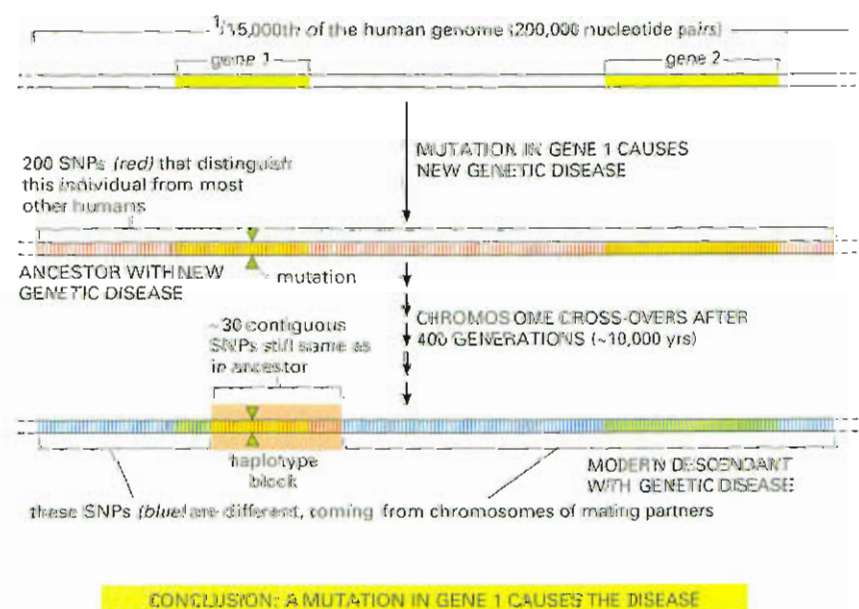 1/15,000th of the human genome (200,000 nucleotide pairs)
gene 1
gene 2
MUTATION IN GENE 1 CAUSES
NEW GENETIC DISEASE
200 SNPs (red) that distinguish
this individual from most
other humans
ANCESTOR WITH NEW
GENETIC DISEASE
mutation
~30 contiguous
SNPs still same as
in ancestor
CHROMOSOME CROSS-OVERS AFTER
400 GENERATIONS (~10,000 yrs)
haplotype
block
MODERN DESCENDANT
WITH GENETIC DISEASE
these SNPs (blue) are different, coming from chromosomes of mating partners
CONCLUSION: A MUTATION IN GENE 1 CAUSES THE DISEASE